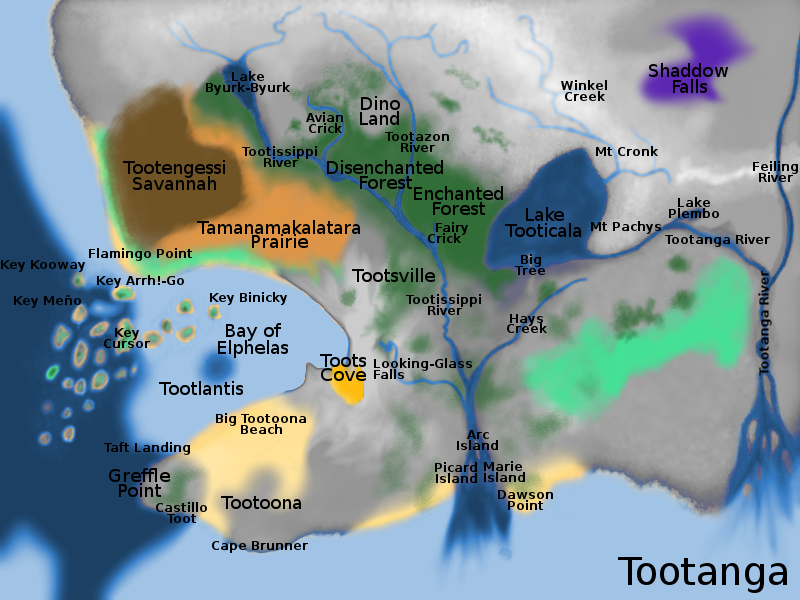 Shaddow
Falls
Lake
Byurk-Byurk
Winkel
Creek
Dino
Land
Avian
Crick
Tootazon
River
Tootissippi
River
Mt Cronk
Feiling
River
Tootengessi
Savannah
Disenchanted
Forest
Enchanted
Forest
Lake
Tooticala
Lake
Plembo
Mt Pachys
Tootanga River
Tamanamakalatara
Prairie
Fairy
Crick
Flamingo Point
Big
Tree
Key Kooway
Key Arrh!-Go
Tootsville
Key Meño
Key Binicky
Tootissippi
River
Hays
Creek
Tootanga River
Key
Cursor
Bay of
Elphelas
Toots
Cove
Looking-Glass
Falls
Tootlantis
Big Tootoona
Beach
Taft Landing
Arc
Island
Greffle
Point
Picard
Island
Marie
Island
Castillo
Toot
Tootoona
Dawson
Point
Cape Brunner
Tootanga